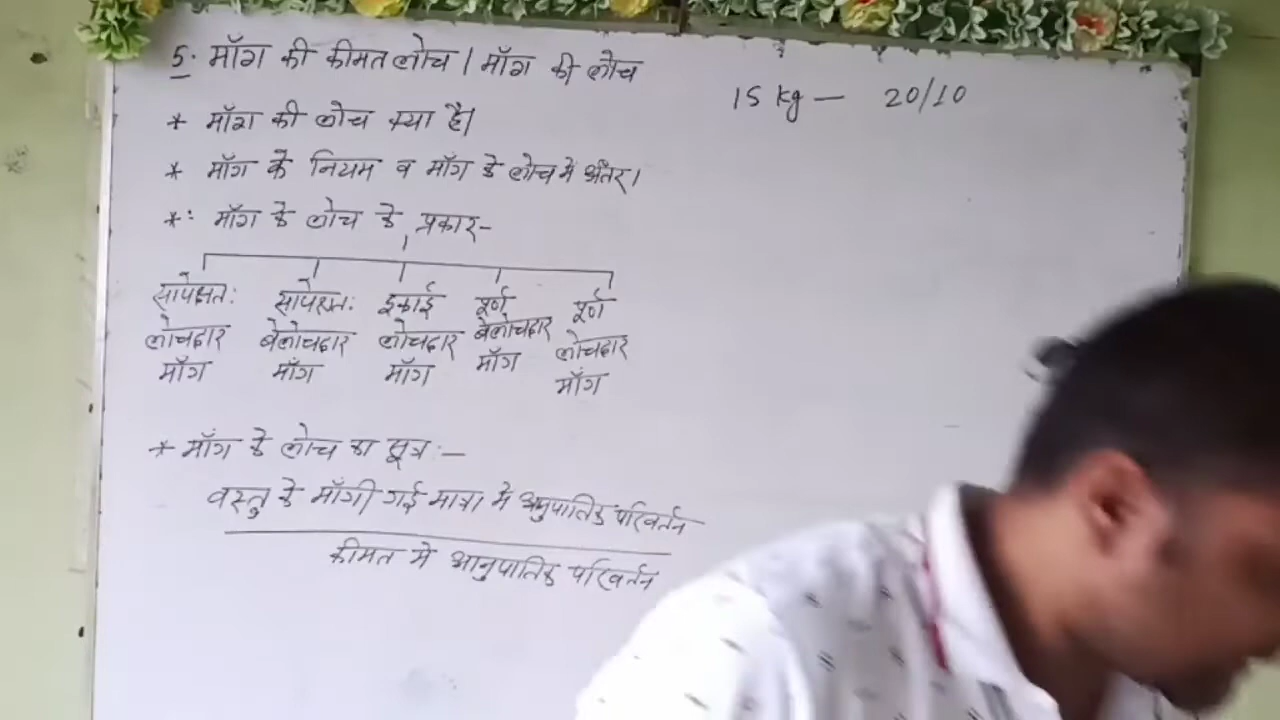 5. माँग की कीमत लोच / माँग की लोच
15 kg — 20/10
* माँग की लोच क्या है।
* माँग के नियम व माँग के लोच में अंतर।
*: माँग के लोच के प्रकार-
सापेक्षतः लोचदार माँग
सापेक्षतः बेलोचदार माँग
इकाई लोचदार माँग
पूर्ण बेलोचदार माँग
पूर्ण लोचदार माँग
* माँग के लोच का सूत्र :—
वस्तु के माँगी गई मात्रा में अनुपातिक परिवर्तन
कीमत में आनुपातिक परिवर्तन